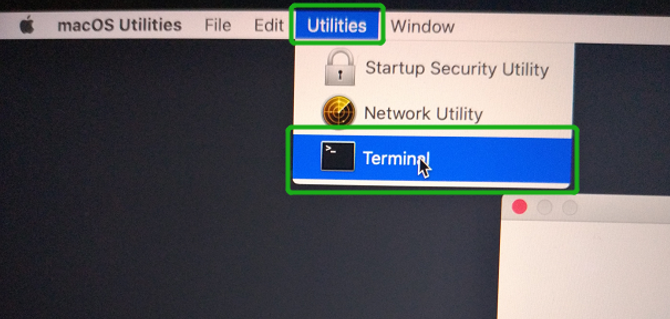 macOS Utilities File Edit Utilities Window
Startup Security Utility
Network Utility
>_ Terminal